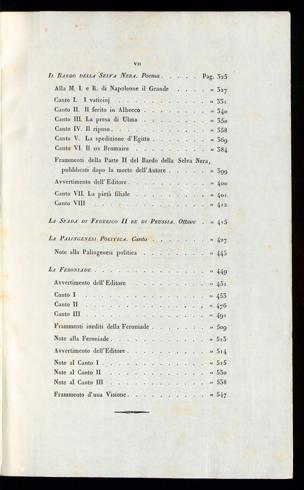 VII
IL BARDO DELLA SELVA NERA. Poema . . . . . Pag. 325
Alla M. I. e R. di Napoleone il Grande . . . . » 327
Canto I. I vaticinj . . . . . . . . . » 331
Canto II. Il ferito in Albecco . . . . . . . » 340
Canto III. La presa di Ulma . . . . . . . » 350
Canto IV. Il riposo . . . . . . . . . . » 358
Canto V. La spedizione d'Egitto . . . . . . » 369
Canto VI. Il 18 Brumaire . . . . . . . . » 384
Frammenti della Parte II del Bardo della Selva Nera,
pubblicati dopo la morte dell'Autore . . . . » 399
Avvertimento dell'Editore . . . . . . . . » 400
Canto VII. La pietà filiale . . . . . . . . » 401
Canto VIII . . . . . . . . . . . » 412
LA SPADA DI FEDERICO II RE DI PRUSSIA. Ottave . » 415
LA PALINGENESI POLITICA. Canto . . . . . . » 427
Note alla Palingenesi politica . . . . . . . » 445
LA FERONIADE . . . . . . . . . . . » 449
Avvertimento dell'Editore . . . . . . . . » 451
Canto I . . . . . . . . . . . . » 453
Canto II . . . . . . . . . . . . » 476
Canto III . . . . . . . . . . . » 491
Frammenti inediti della Feroniade . . . . . . » 509
Note alla Feroniade . . . . . . . . . . » 513
Avvertimento dell'Editore . . . . . . . . » 514
Note al Canto I . . . . . . . . . . » 515
Note al Canto II . . . . . . . . . . » 530
Note al Canto III . . . . . . . . . . » 538
Frammento d'una Visione . . . . . . . . » 547